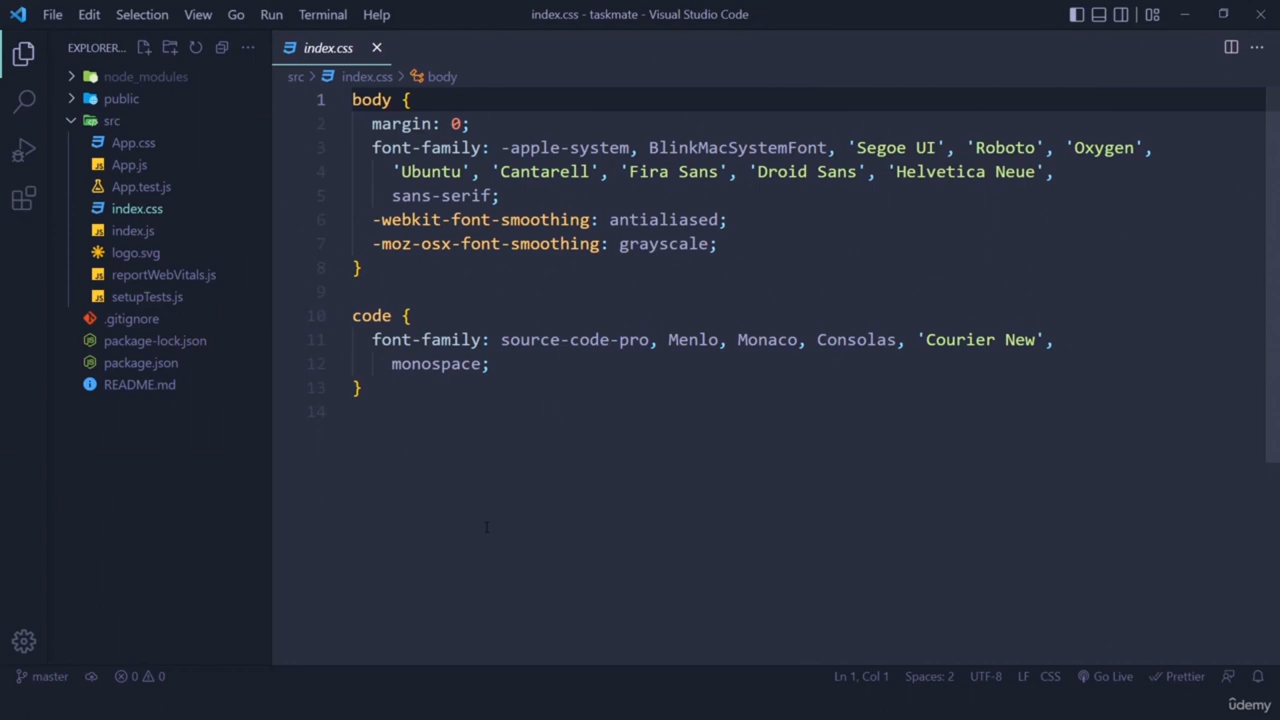 File Edit Selection View Go Run Terminal Help
index.css - taskmate - Visual Studio Code
EXPLORER...
node_modules
public
src
App.css
App.js
App.test.js
index.css
index.js
logo.svg
reportWebVitals.js
setupTests.js
.gitignore
package-lock.json
package.json
README.md
index.css
src > index.css > body
1 body {
2 margin: 0;
3 font-family: -apple-system, BlinkMacSystemFont, 'Segoe UI', 'Roboto', 'Oxygen',
4 'Ubuntu', 'Cantarell', 'Fira Sans', 'Droid Sans', 'Helvetica Neue',
5 sans-serif;
6 -webkit-font-smoothing: antialiased;
7 -moz-osx-font-smoothing: grayscale;
8 }
9
10 code {
11 font-family: source-code-pro, Menlo, Monaco, Consolas, 'Courier New',
12 monospace;
13 }
14
master 0 0 Ln 1, Col 1 Spaces: 2 UTF-8 LF CSS Go Live Prettier
ûdemy